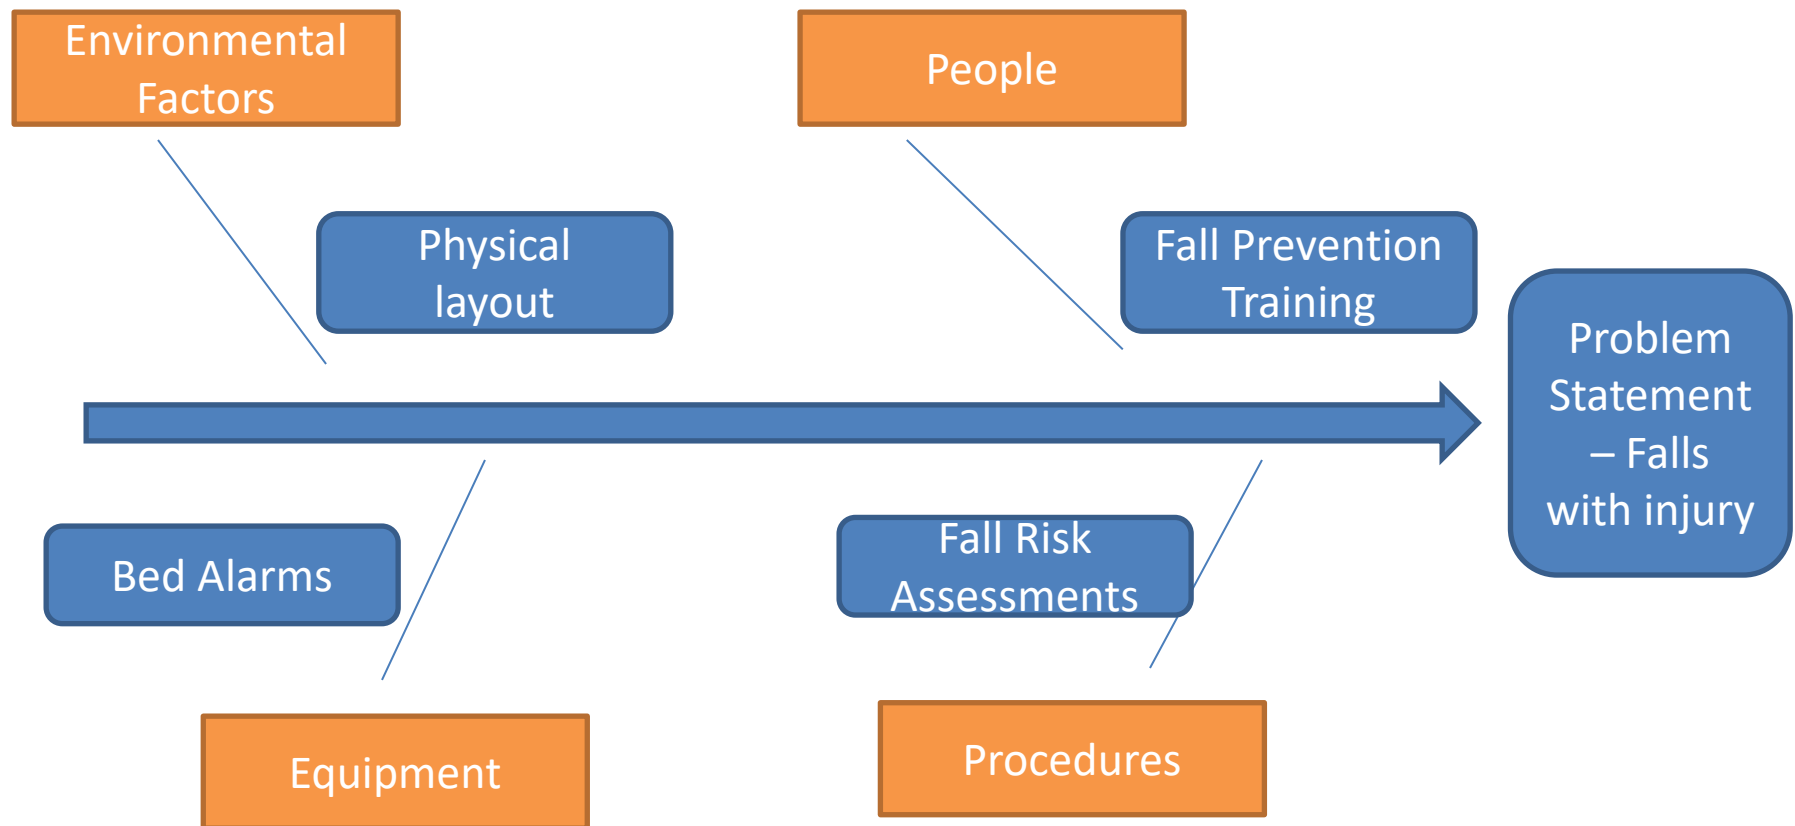 Environmental
Factors
People
Physical
layout
Fall Prevention
Training
Problem
Statement
– Falls
with injury
Bed Alarms
Fall Risk
Assessments
Equipment
Procedures